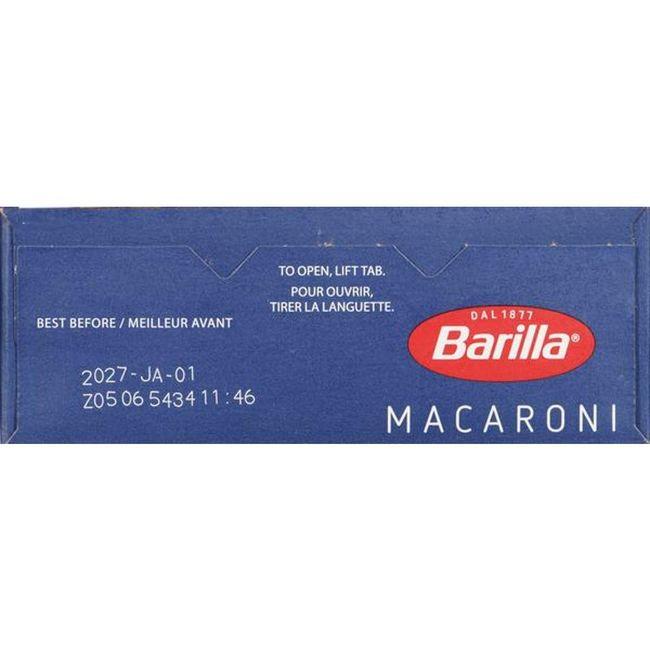 TO OPEN, LIFT TAB.
POUR OUVRIR,
TIRER LA LANGUETTE.
BEST BEFORE / MEILLEUR AVANT
2027-JA-01
Z05 06 5434 11:46
DAL 1877
Barilla®
MACARONI